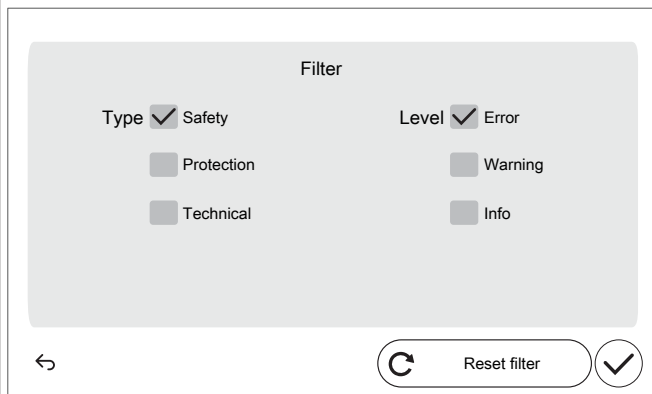 Filter
Type Safety Level Error
Protection Warning
Technical Info
Reset filter